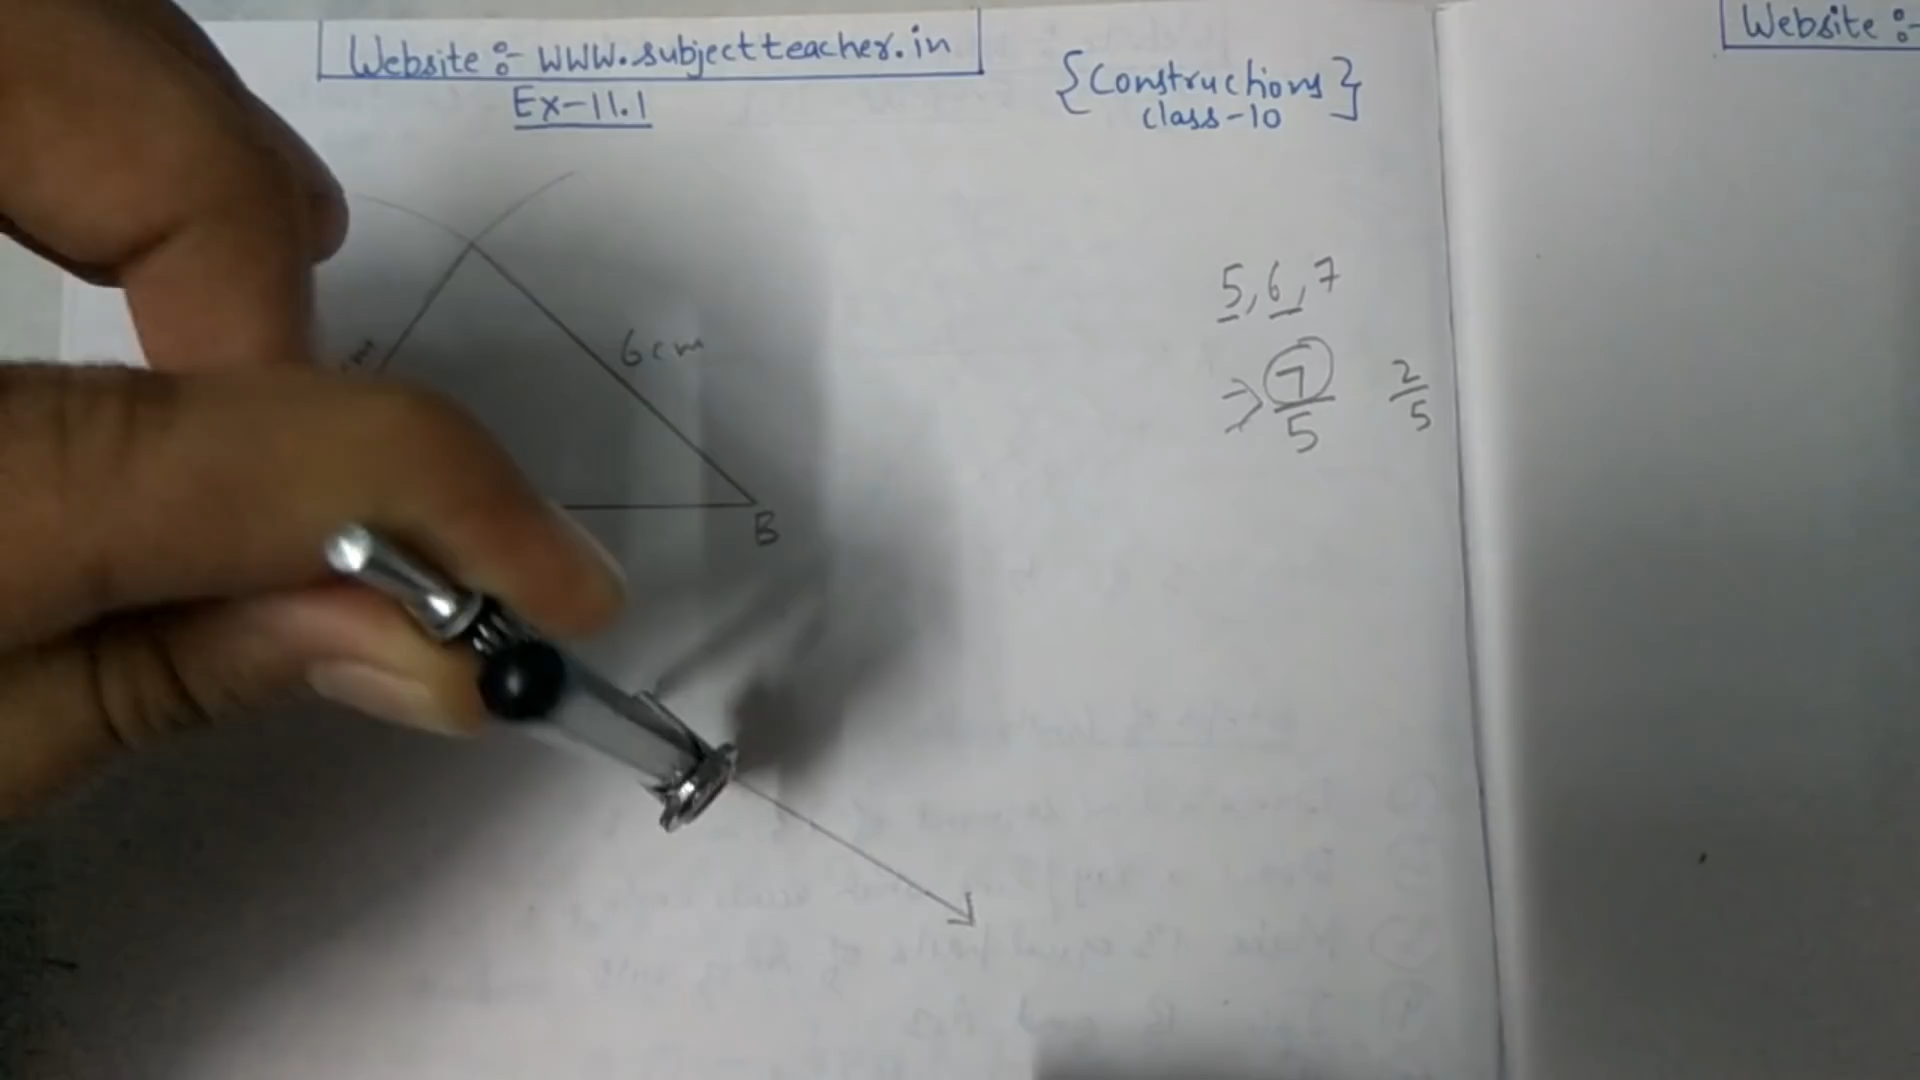 Website :- WWW.subjectteacher.in
Ex-11.1
{Constructions}
class-10
Website :-
5, 6, 7
6cm
⇒ 7/5 2/5
B